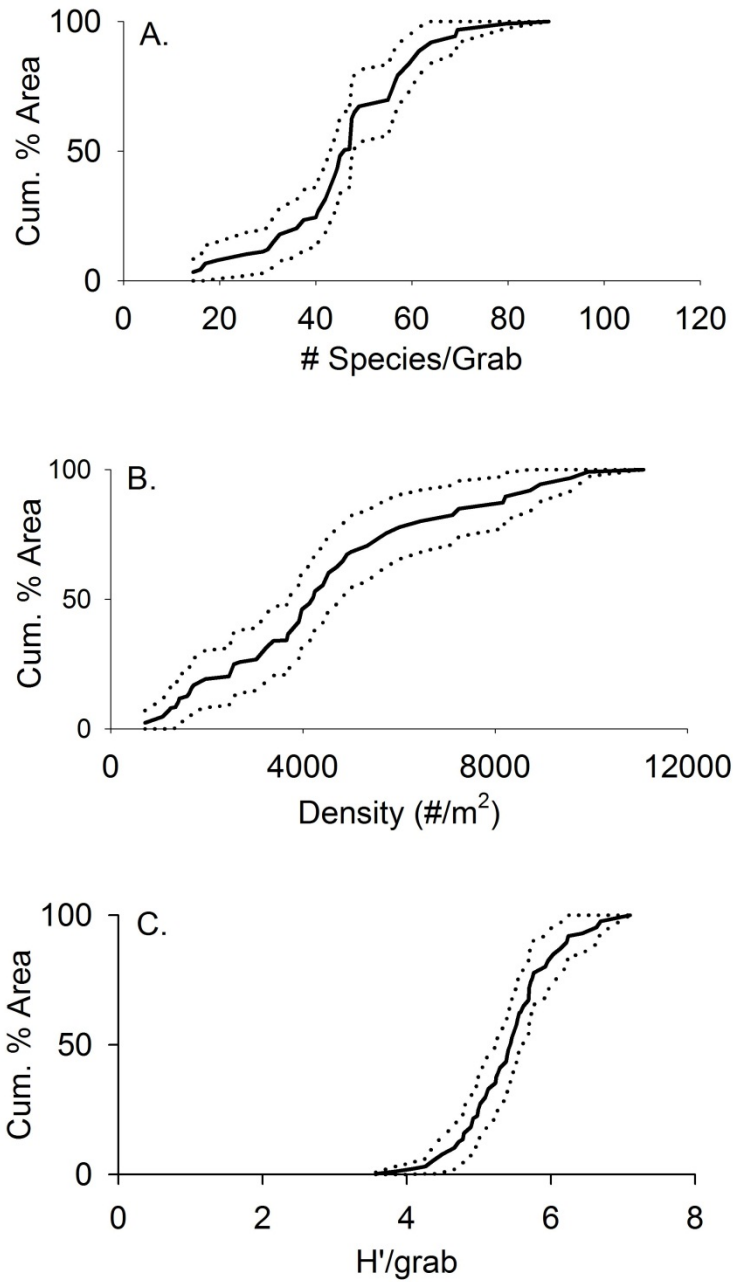 A.
Cum. % Area
100
50
0
0 20 40 60 80 100 120
# Species/Grab
B.
Cum. % Area
100
50
0
0 4000 8000 12000
Density (#/m²)
C.
Cum. % Area
100
50
0
0 2 4 6 8
H'/grab